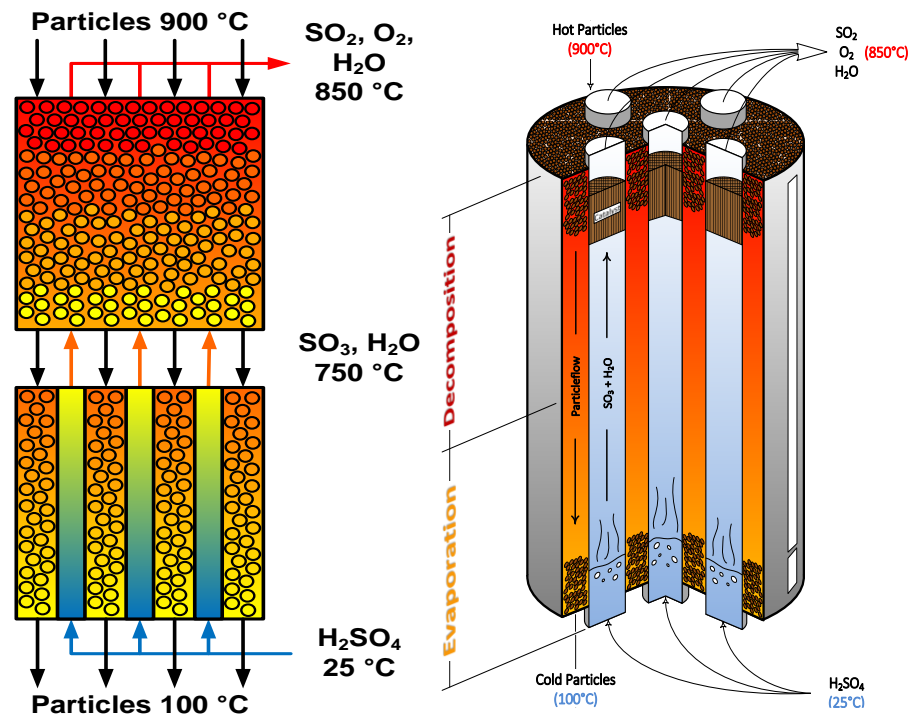 Particles 900 °C
SO₂, O₂,
H₂O
850 °C
SO₃, H₂O
750 °C
H₂SO₄
25 °C
Particles 100 °C
Hot Particles
(900°C)
SO₂
O₂ (850°C)
H₂O
Decomposition
Evaporation
Catalyst
Particleflow
SO₃ + H₂O
Cold Particles
(100°C)
H₂SO₄
(25°C)